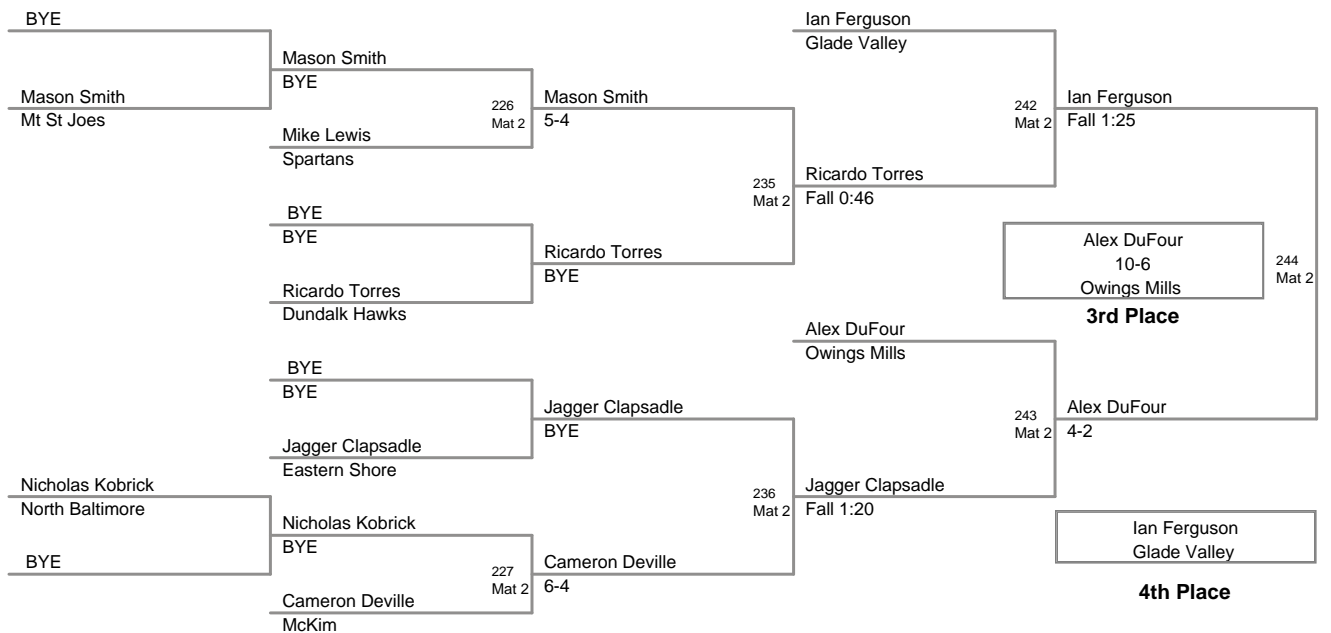 BYE
Mason Smith
Mt St Joes
Mason Smith
BYE
Mike Lewis
Spartans
226
Mat 2
Mason Smith
5-4
BYE
BYE
Ricardo Torres
Dundalk Hawks
Ricardo Torres
BYE
235
Mat 2
Ricardo Torres
Fall 0:46
Ian Ferguson
Glade Valley
242
Mat 2
Ian Ferguson
Fall 1:25
Alex DuFour
10-6
Owings Mills
3rd Place
244
Mat 2
BYE
BYE
Jagger Clapsadle
Eastern Shore
Jagger Clapsadle
BYE
Nicholas Kobrick
North Baltimore
BYE
Nicholas Kobrick
BYE
Cameron Deville
McKim
227
Mat 2
Cameron Deville
6-4
236
Mat 2
Jagger Clapsadle
Fall 1:20
Alex DuFour
Owings Mills
243
Mat 2
Alex DuFour
4-2
Ian Ferguson
Glade Valley
4th Place